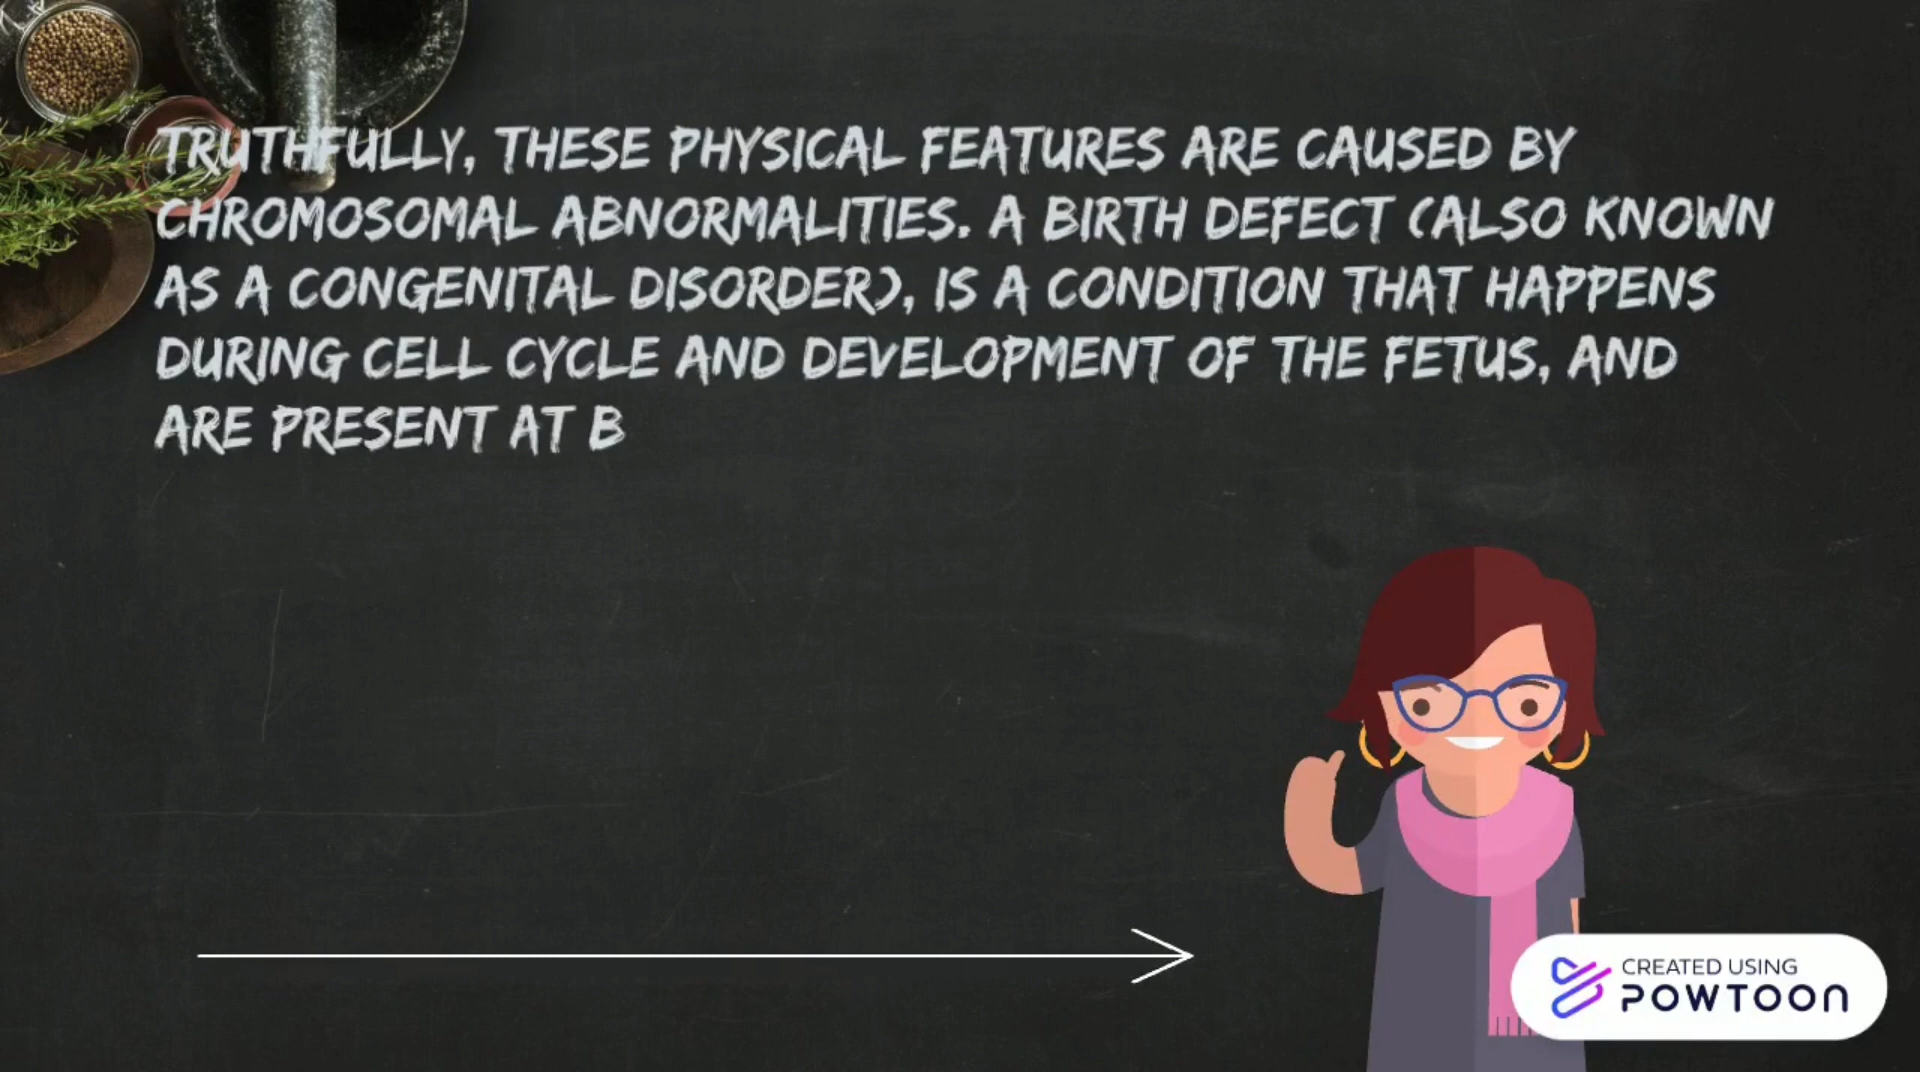 TRUTHFULLY, THESE PHYSICAL FEATURES ARE CAUSED BY
CHROMOSOMAL ABNORMALITIES. A BIRTH DEFECT (ALSO KNOWN
AS A CONGENITAL DISORDER), IS A CONDITION THAT HAPPENS
DURING CELL CYCLE AND DEVELOPMENT OF THE FETUS, AND
ARE PRESENT AT B
CREATED USING
POWTOON